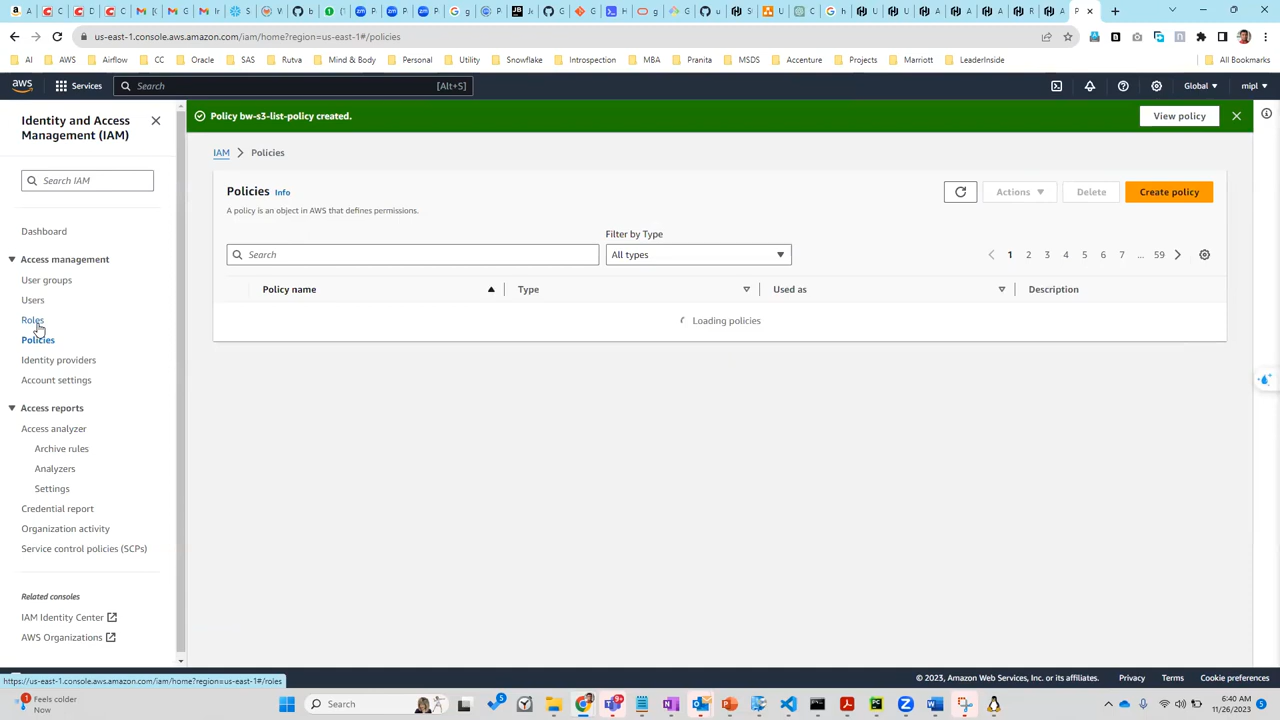 us-east-1.console.aws.amazon.com/iam/home?region=us-east-1#/policies
AI AWS Airflow CC Oracle SAS Rutva Mind & Body Personal Utility Snowflake Introspection MBA Pranita MSDS Accenture Projects Marriott LeaderInside All Bookmarks
aws Services Search [Alt+S] Global mipl
Identity and Access
Management (IAM)
Search IAM
Dashboard
Access management
User groups
Users
Roles
Policies
Identity providers
Account settings
Access reports
Access analyzer
Archive rules
Analyzers
Settings
Credential report
Organization activity
Service control policies (SCPs)
Related consoles
IAM Identity Center
AWS Organizations
Policy bw-s3-list-policy created. View policy
IAM Policies
Policies Info Actions Delete Create policy
A policy is an object in AWS that defines permissions.
Filter by Type
Search All types 1 2 3 4 5 6 7 ... 59
Policy name Type Used as Description
Loading policies
https://us-east-1.console.aws.amazon.com/iam/home?region=us-east-1#/roles
© 2023, Amazon Web Services, Inc. or its affiliates. Privacy Terms Cookie preferences
Feels colder
Now
Search
6:40 AM
11/26/2023